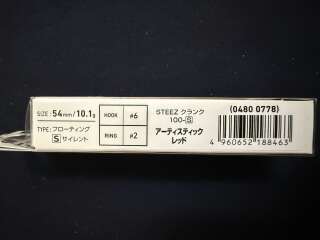 SIZE: 54mm/10.1g
TYPE: フローティング
S サイレント
HOOK #6
RING #2
STEEZ クランク
100-S
アーティスティック
レッド
(0480 0778)
4 960652 188463